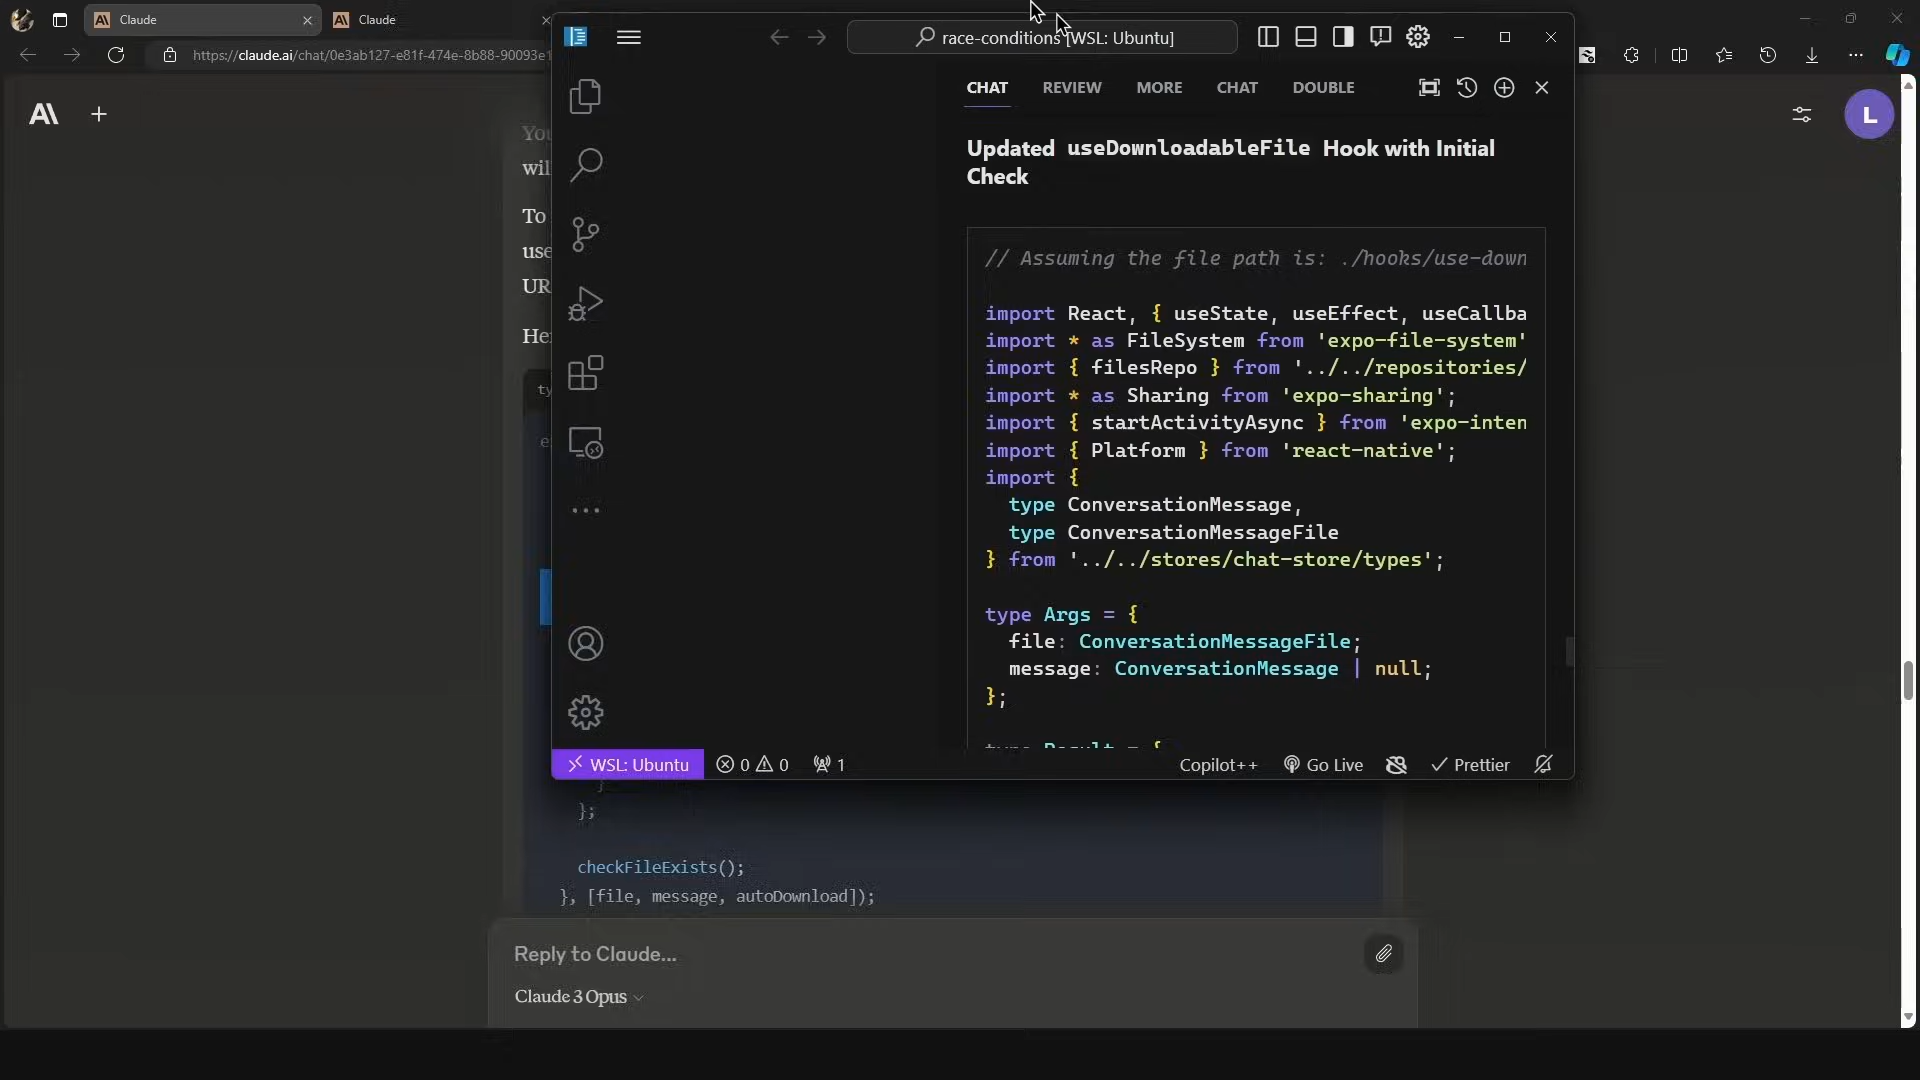 Claude
Claude
https://claude.ai/chat/0e3ab127-e81f-474e-8b88-90093e1
race-conditions [WSL: Ubuntu]
CHAT
REVIEW
MORE
CHAT
DOUBLE
L
Updated useDownloadableFile Hook with Initial
Check
You
wil
To
use
UR
He
ty
// Assuming the file path is: ./hooks/use-down
import React, { useState, useEffect, useCallba
import * as FileSystem from 'expo-file-system'
import { filesRepo } from '../../repositories/
import * as Sharing from 'expo-sharing';
import { startActivityAsync } from 'expo-inten
import { Platform } from 'react-native';
import {
type ConversationMessage,
type ConversationMessageFile
} from '../../stores/chat-store/types';
type Args = {
file: ConversationMessageFile;
message: ConversationMessage | null;
};
type Result = {
WSL: Ubuntu
0
0
1
Copilot++
Go Live
Prettier
}
};
checkFileExists();
}, [file, message, autoDownload]);
Reply to Claude...
Claude 3 Opus